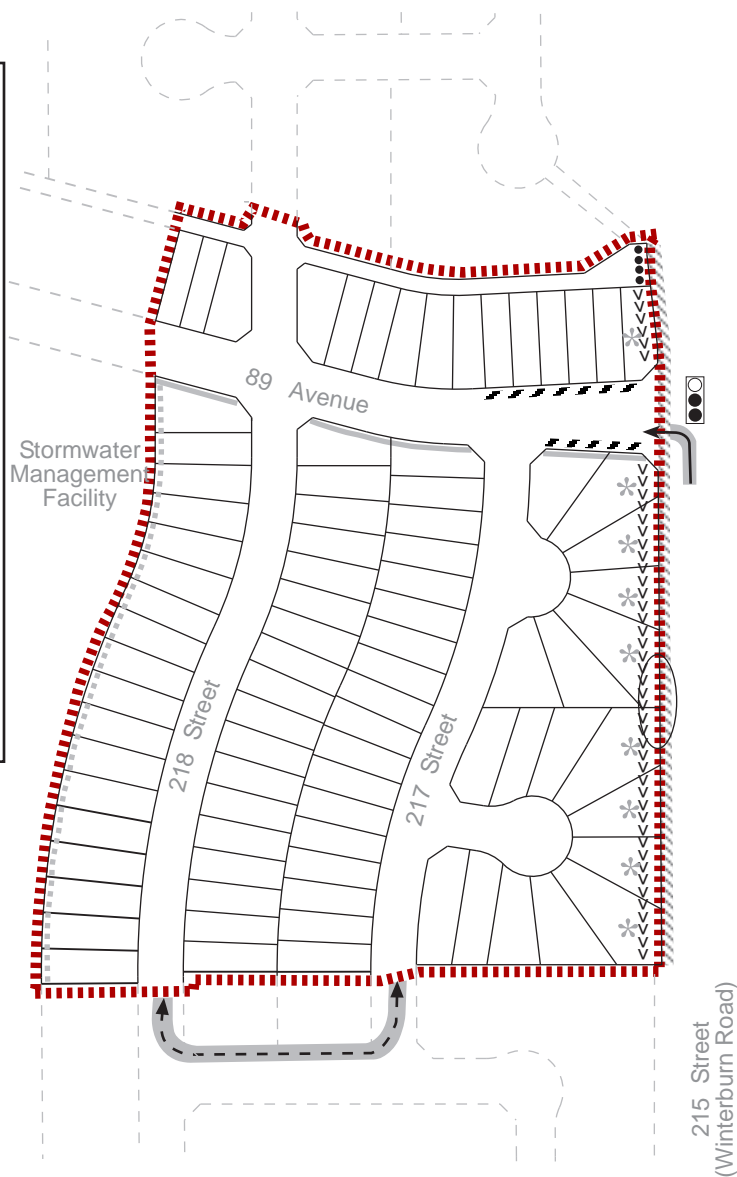 89 Avenue
Stormwater
Management
Facility
218 Street
217 Street
215 Street
(Winterburn Road)